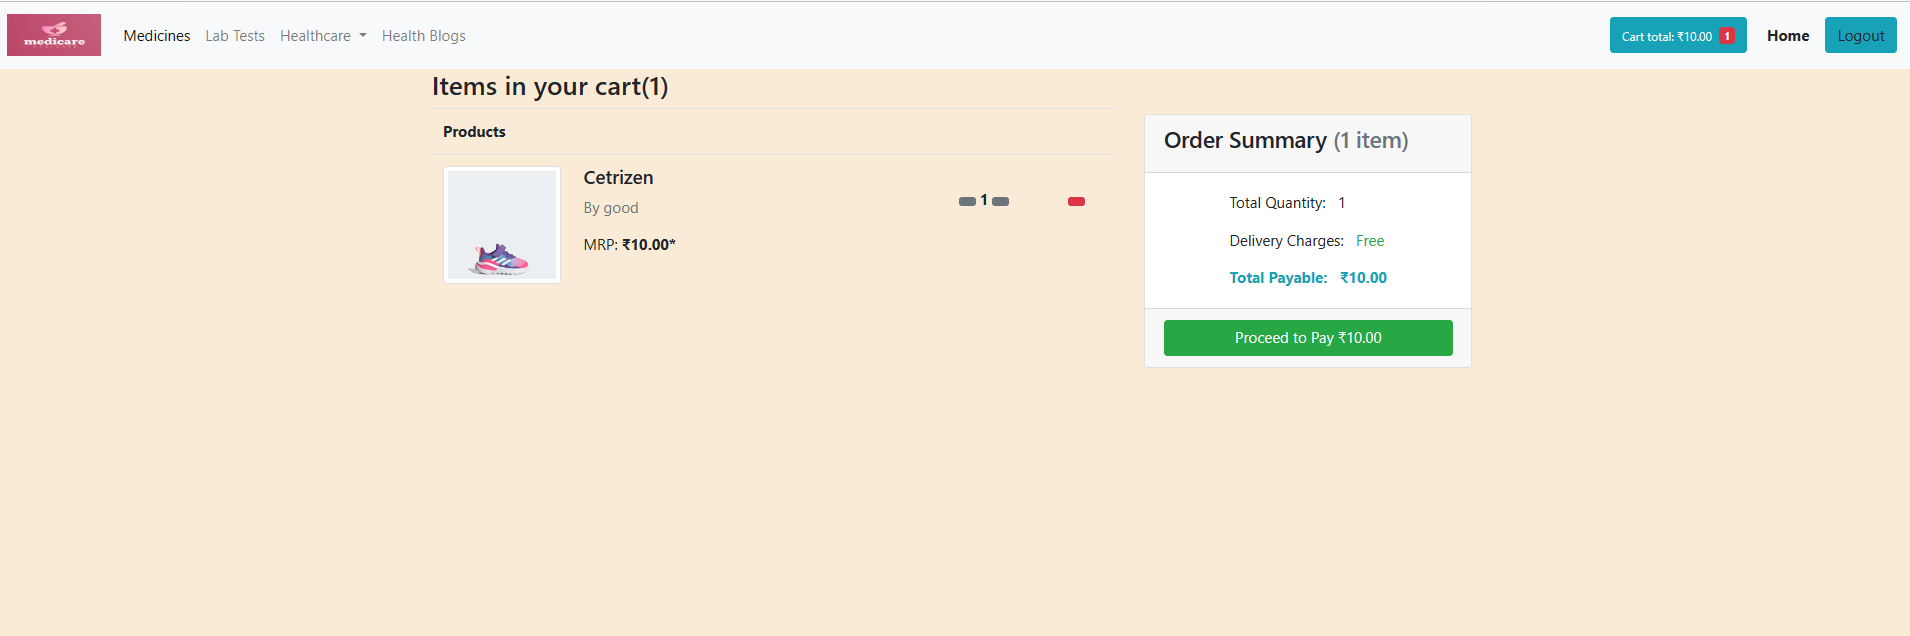 medicare
Medicines Lab Tests Healthcare Health Blogs Cart total: ₹10.00 1 Home Logout
Items in your cart(1)
Products
Cetrizen
By good
MRP: ₹10.00*
1
Order Summary (1 item)
Total Quantity: 1
Delivery Charges: Free
Total Payable: ₹10.00
Proceed to Pay ₹10.00